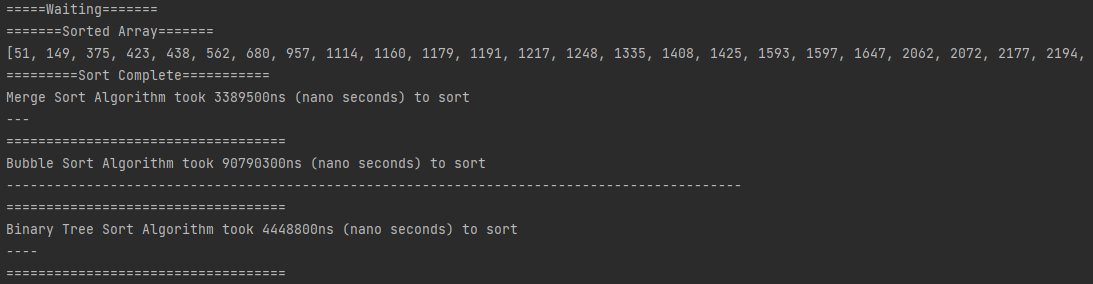 =====Waiting=======
=======Sorted Array=======
[51, 149, 375, 423, 438, 562, 680, 957, 1114, 1160, 1179, 1191, 1217, 1248, 1335, 1408, 1425, 1593, 1597, 1647, 2062, 2072, 2177, 2194,
=========Sort Complete===========
Merge Sort Algorithm took 3389500ns (nano seconds) to sort
---
===================================
Bubble Sort Algorithm took 90790300ns (nano seconds) to sort
--------------------------------------------------------------------------------------------
===================================
Binary Tree Sort Algorithm took 4448800ns (nano seconds) to sort
----
===================================